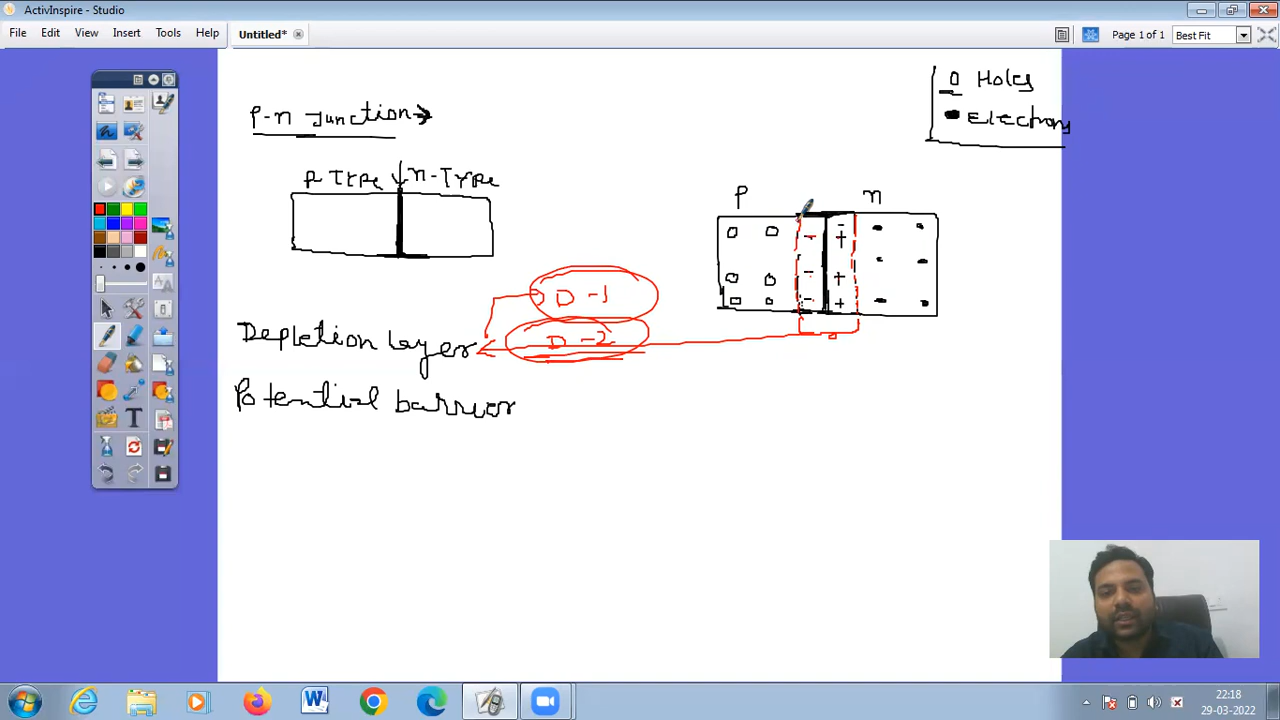 ActivInspire - Studio
File Edit View Insert Tools Help
Untitled*
Page 1 of 1
Best Fit
Holes
Electrons
p-n Junction
p Type n-Type
p n
- +
- +
- +
D-1
D-2
Depletion layer
Potential barrier
22:18
29-03-2022